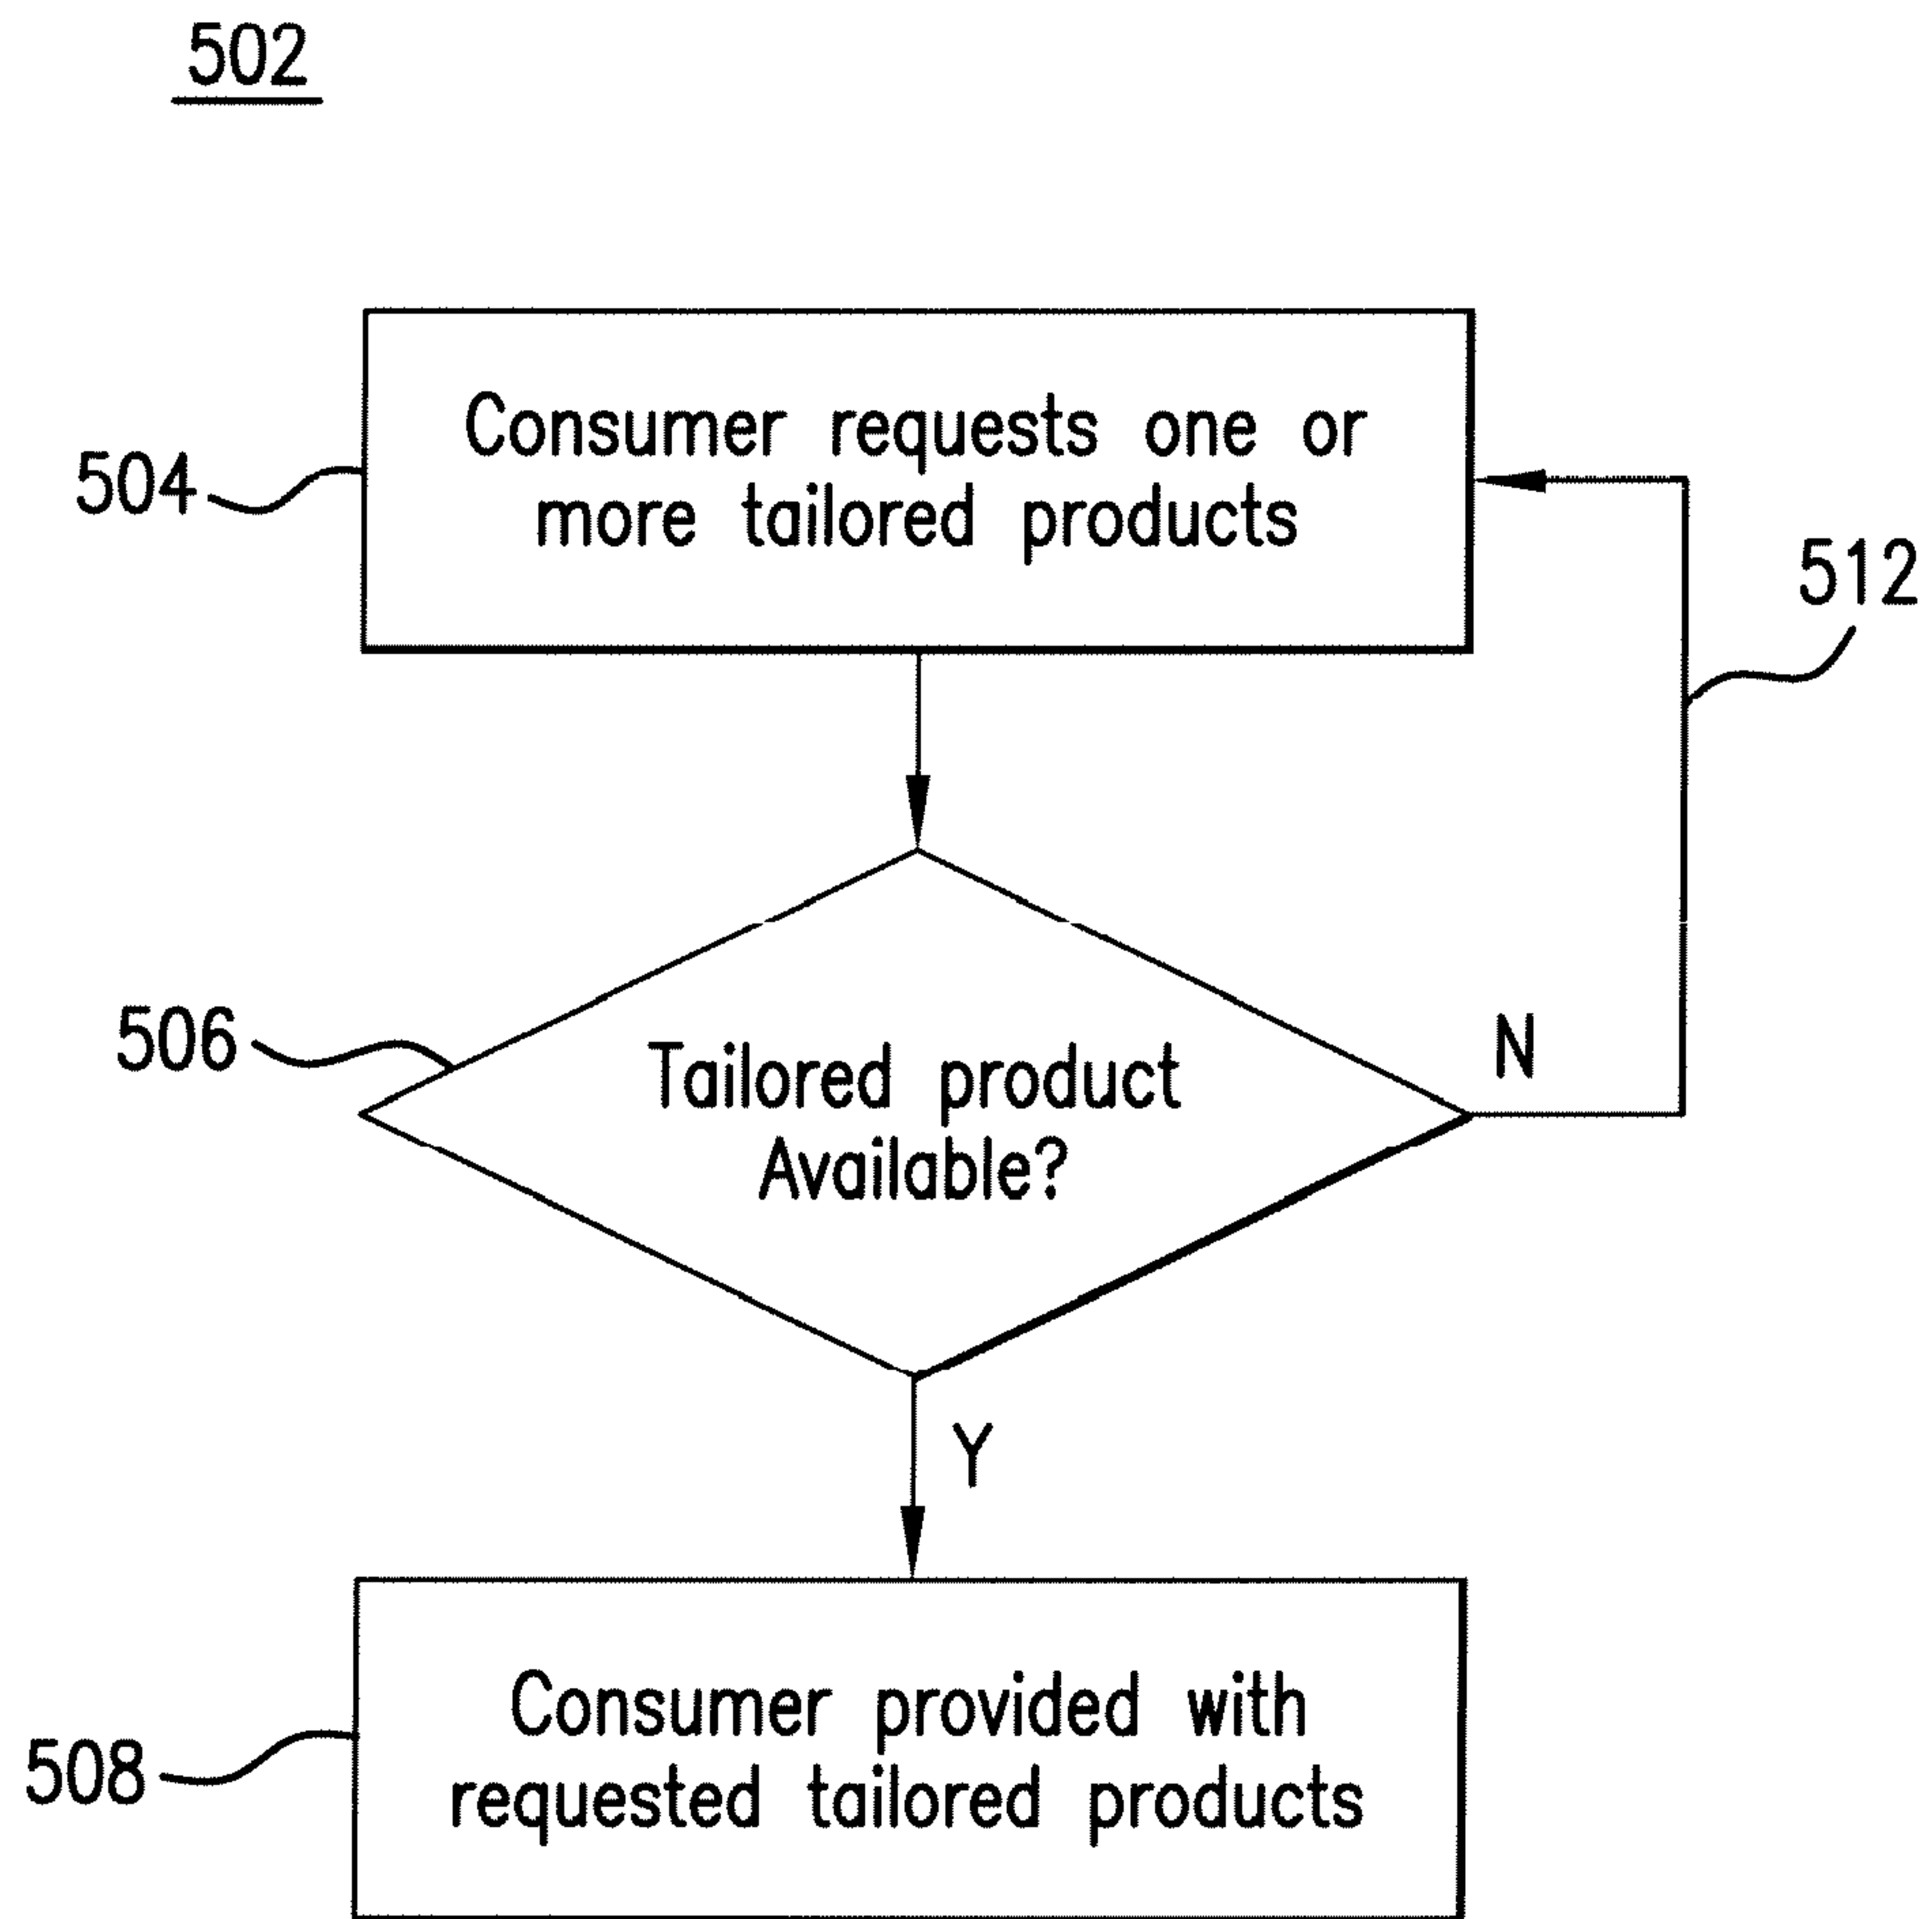 502
Consumer requests one or
more tailored products
504
512
506
Tailored product
Available?
N
Y
Consumer provided with
requested tailored products
508